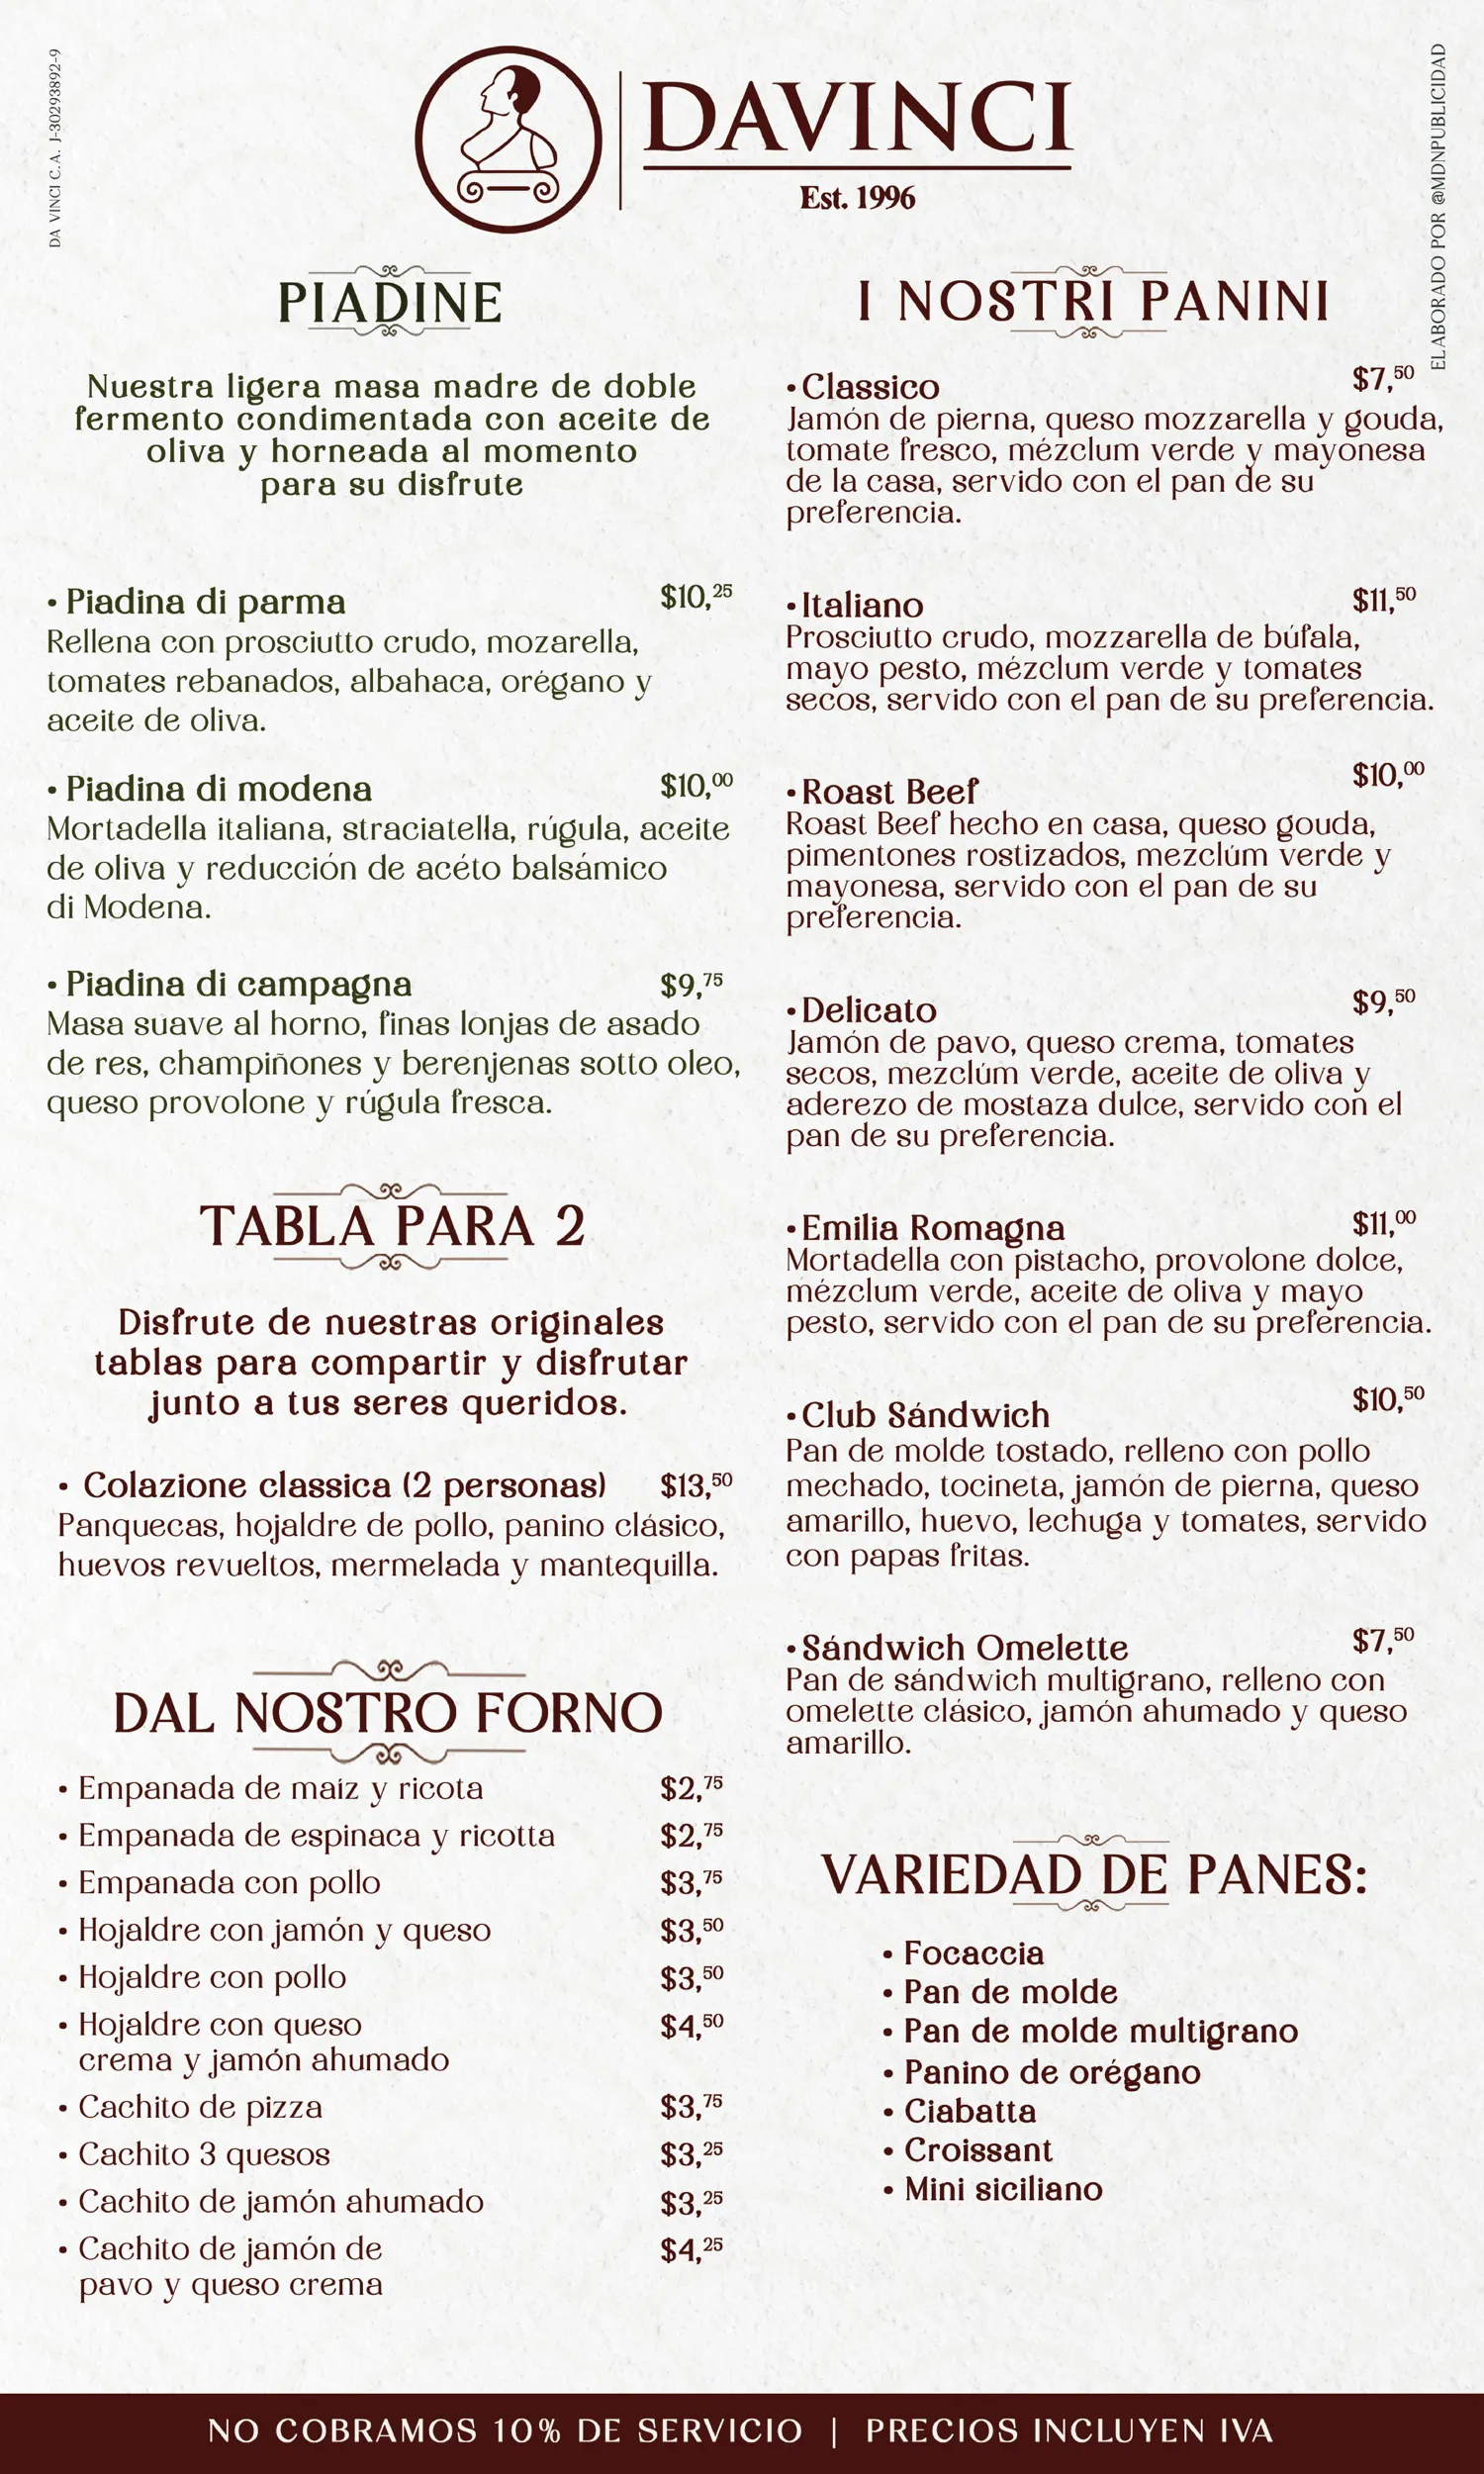 DA VINCI C.A. J-30293892-9
ELABORADO POR @MDNPUBLICIDAD
DAVINCI
Est. 1996
PIADINE
Nuestra ligera masa madre de doble
fermento condimentada con aceite de
oliva y horneada al momento
para su disfrute
• Piadina di parma $10,25
Rellena con prosciutto crudo, mozarella,
tomates rebanados, albahaca, orégano y
aceite de oliva.
• Piadina di modena $10,00
Mortadella italiana, straciatella, rúgula, aceite
de oliva y reducción de acéto balsámico
di Modena.
• Piadina di campagna $9,75
Masa suave al horno, finas lonjas de asado
de res, champiñones y berenjenas sotto oleo,
queso provolone y rúgula fresca.
TABLA PARA 2
Disfrute de nuestras originales
tablas para compartir y disfrutar
junto a tus seres queridos.
• Colazione classica (2 personas) $13,50
Panquecas, hojaldre de pollo, panino clásico,
huevos revueltos, mermelada y mantequilla.
DAL NOSTRO FORNO
• Empanada de maíz y ricota $2,75
• Empanada de espinaca y ricotta $2,75
• Empanada con pollo $3,75
• Hojaldre con jamón y queso $3,50
• Hojaldre con pollo $3,50
• Hojaldre con queso $4,50
crema y jamón ahumado
• Cachito de pizza $3,75
• Cachito 3 quesos $3,25
• Cachito de jamón ahumado $3,25
• Cachito de jamón de $4,25
pavo y queso crema
I NOSTRI PANINI
• Classico $7,50
Jamón de pierna, queso mozzarella y gouda,
tomate fresco, mézclum verde y mayonesa
de la casa, servido con el pan de su
preferencia.
• Italiano $11,50
Prosciutto crudo, mozzarella de búfala,
mayo pesto, mézclum verde y tomates
secos, servido con el pan de su preferencia.
• Roast Beef $10,00
Roast Beef hecho en casa, queso gouda,
pimentones rostizados, mezclúm verde y
mayonesa, servido con el pan de su
preferencia.
• Delicato $9,50
Jamón de pavo, queso crema, tomates
secos, mezclúm verde, aceite de oliva y
aderezo de mostaza dulce, servido con el
pan de su preferencia.
• Emilia Romagna $11,00
Mortadella con pistacho, provolone dolce,
mézclum verde, aceite de oliva y mayo
pesto, servido con el pan de su preferencia.
• Club Sándwich $10,50
Pan de molde tostado, relleno con pollo
mechado, tocineta, jamón de pierna, queso
amarillo, huevo, lechuga y tomates, servido
con papas fritas.
• Sándwich Omelette $7,50
Pan de sándwich multigrano, relleno con
omelette clásico, jamón ahumado y queso
amarillo.
VARIEDAD DE PANES:
• Focaccia
• Pan de molde
• Pan de molde multigrano
• Panino de orégano
• Ciabatta
• Croissant
• Mini siciliano
NO COBRAMOS 10% DE SERVICIO | PRECIOS INCLUYEN IVA